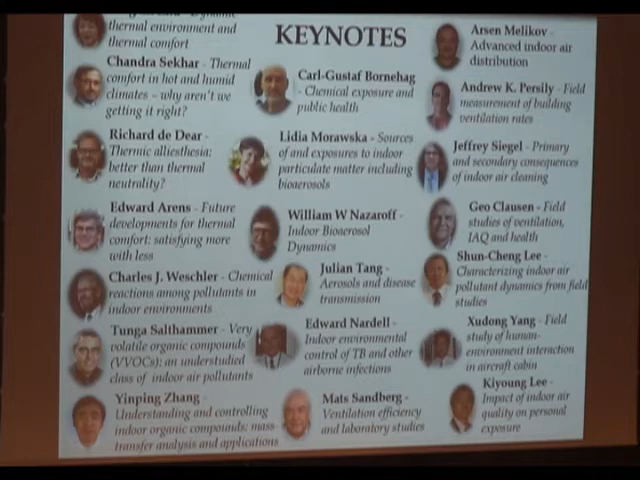 Dynamic
thermal environment and
thermal comfort
Chandra Sekhar - Thermal
comfort in hot and humid
climates – why aren't we
getting it right?
Richard de Dear -
Thermic alliesthesia:
better than thermal
neutrality?
Edward Arens - Future
developments for thermal
comfort: satisfying more
with less
Charles J. Weschler - Chemical
reactions among pollutants in
indoor environments
Tunga Salthammer - Very
volatile organic compounds
(VVOCs): an understudied
class of indoor air pollutants
Yinping Zhang -
Understanding and controlling
indoor organic compounds: mass-
transfer analysis and applications
KEYNOTES
Carl-Gustaf Bornehag
- Chemical exposure and
public health
Lidia Morawska - Sources
of and exposures to indoor
particulate matter including
bioaerosols
William W Nazaroff -
Indoor Bioaerosol
Dynamics
Julian Tang -
Aerosols and disease
transmission
Edward Nardell -
Indoor environmental
control of TB and other
airborne infections
Mats Sandberg -
Ventilation efficiency
and laboratory studies
Arsen Melikov -
Advanced indoor air
distribution
Andrew K. Persily - Field
measurement of building
ventilation rates
Jeffrey Siegel - Primary
and secondary consequences
of indoor air cleaning
Geo Clausen - Field
studies of ventilation,
IAQ and health
Shun-Cheng Lee -
Characterizing indoor air
pollutant dynamics from field
studies
Xudong Yang - Field
study of human-
environment interaction
in aircraft cabin
Kiyoung Lee -
Impact of indoor air
quality on personal
exposure